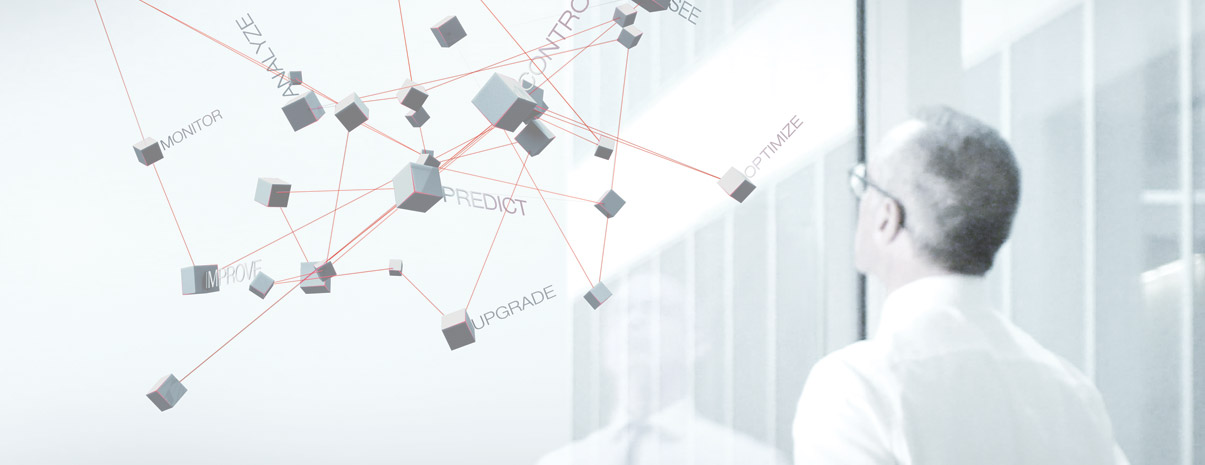 ANALYZE
CONTRO
SEE
MONITOR
OPTIMIZE
PREDICT
IMPROVE
UPGRADE